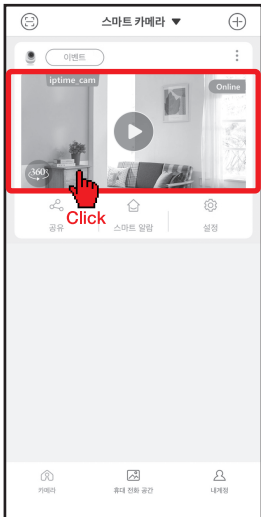 스마트 카메라 ▼
이벤트
iptime_cam
Online
360°
Click
공유
스마트 알람
설정
카메라
휴대 전화 공간
내계정